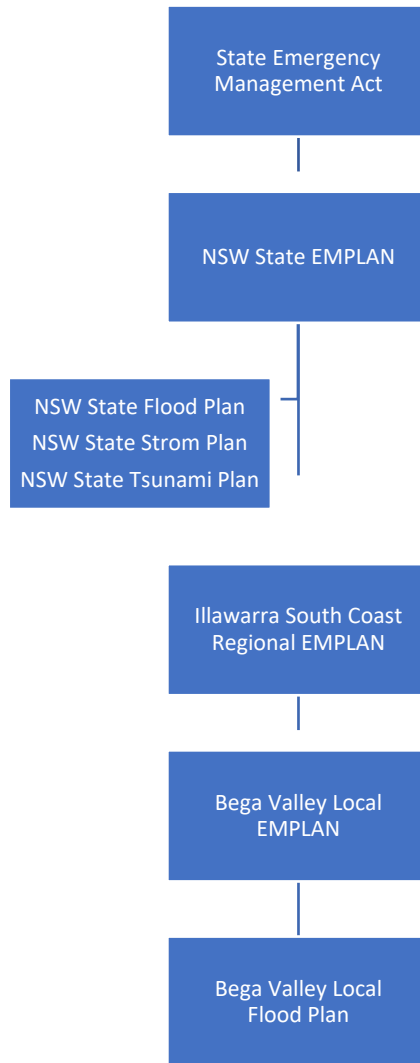 State Emergency
Management Act
NSW State EMPLAN
NSW State Flood Plan
NSW State Strom Plan
NSW State Tsunami Plan
Illawarra South Coast
Regional EMPLAN
Bega Valley Local
EMPLAN
Bega Valley Local
Flood Plan